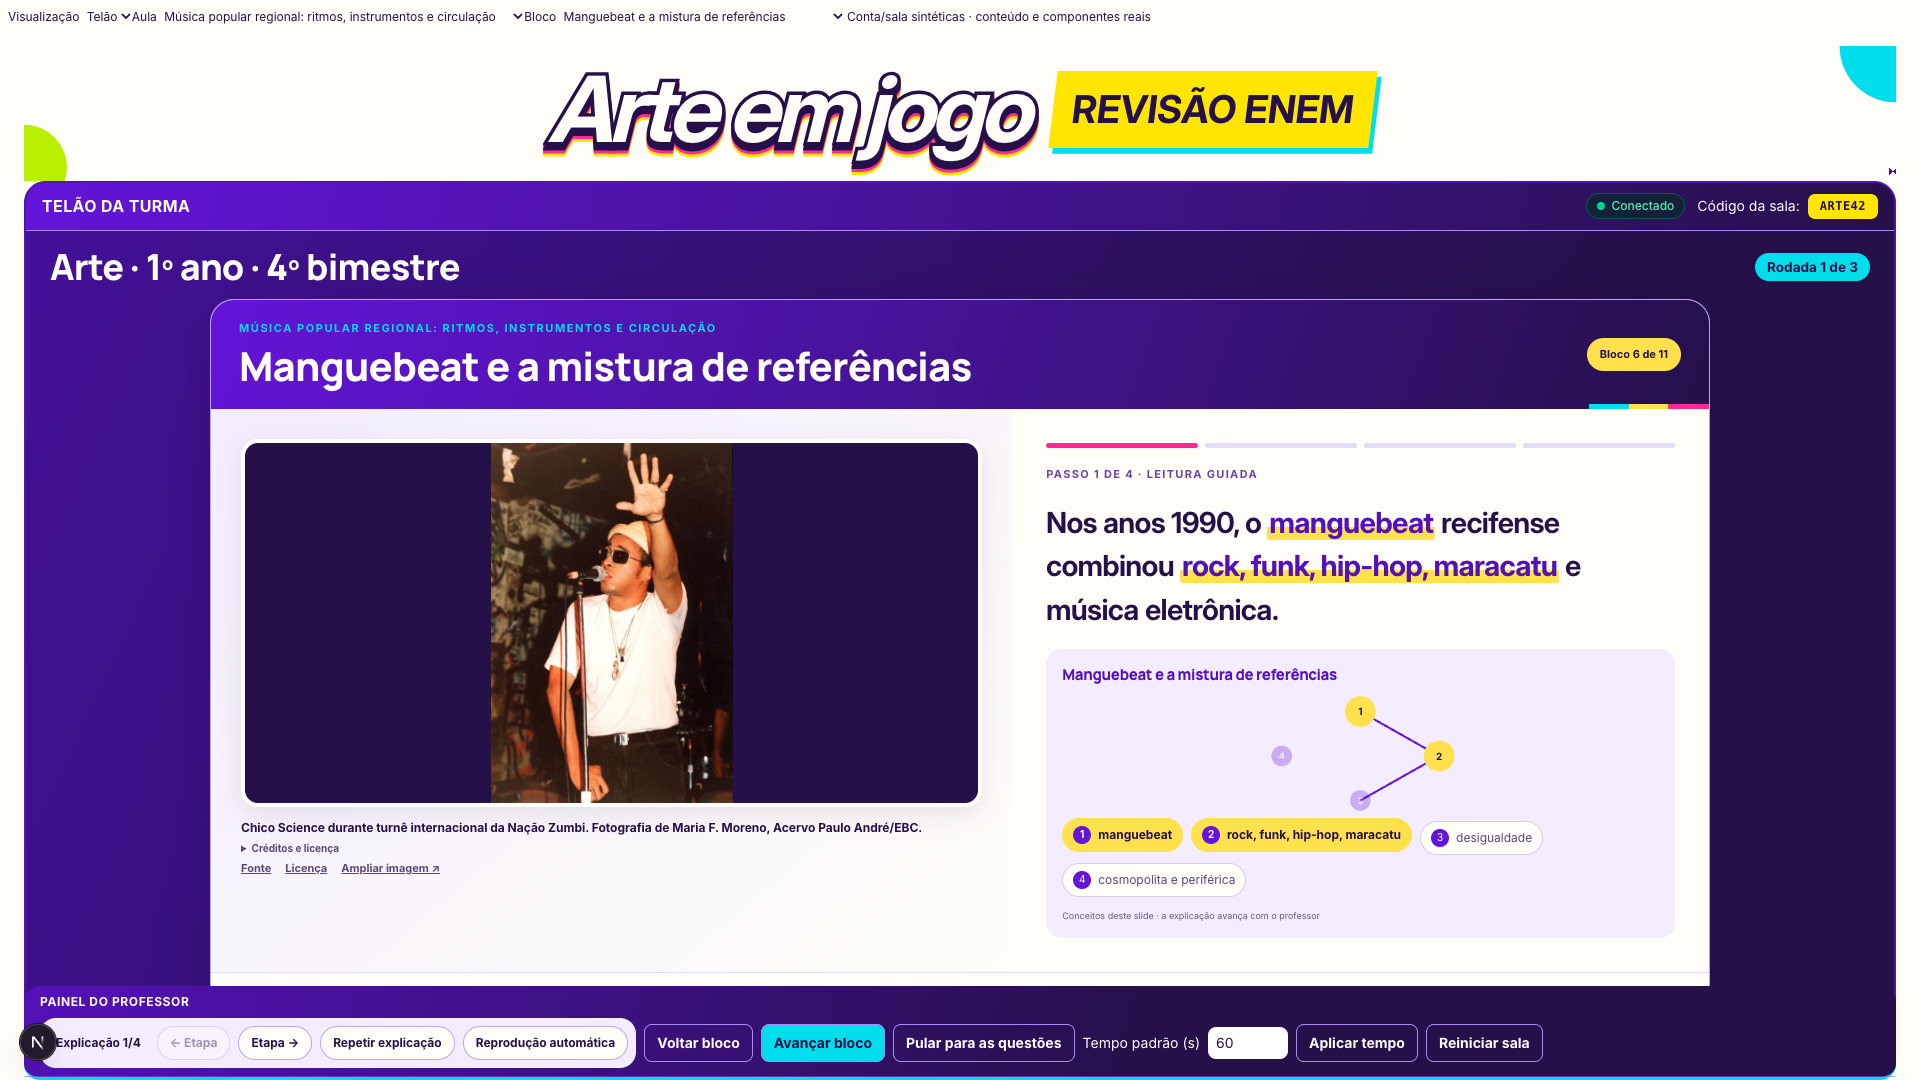 Visualização Telão Aula Música popular regional: ritmos, instrumentos e circulação Bloco Manguebeat e a mistura de referências Conta/sala sintéticas · conteúdo e componentes reais
Arte em jogo REVISÃO ENEM
TELÃO DA TURMA Conectado Código da sala: ARTE42
Arte · 1º ano · 4º bimestre Rodada 1 de 3
MÚSICA POPULAR REGIONAL: RITMOS, INSTRUMENTOS E CIRCULAÇÃO
Manguebeat e a mistura de referências Bloco 6 de 11
Chico Science durante turnê internacional da Nação Zumbi. Fotografia de Maria F. Moreno, Acervo Paulo André/EBC.
Créditos e licença
Fonte Licença Ampliar imagem ↗
PASSO 1 DE 4 · LEITURA GUIADA
Nos anos 1990, o manguebeat recifense
combinou rock, funk, hip-hop, maracatu e
música eletrônica.
Manguebeat e a mistura de referências
1
4 2
3
1 manguebeat 2 rock, funk, hip-hop, maracatu 3 desigualdade
4 cosmopolita e periférica
Conceitos deste slide · a explicação avança com o professor
PAINEL DO PROFESSOR
N Explicação 1/4 ← Etapa Etapa → Repetir explicação Reprodução automática Voltar bloco Avançar bloco Pular para as questões Tempo padrão (s) 60 Aplicar tempo Reiniciar sala